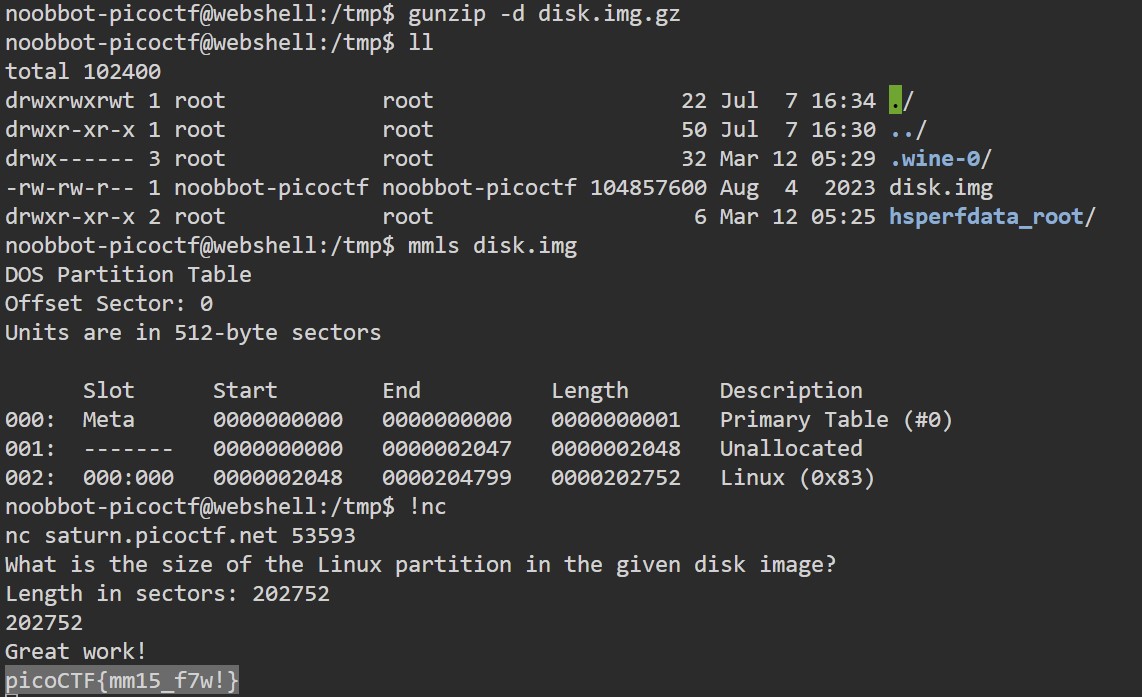 noobbot-picoctf@webshell:/tmp$ gunzip -d disk.img.gz
noobbot-picoctf@webshell:/tmp$ ll
total 102400
drwxrwxrwt 1 root            root                   22 Jul  7 16:34 ./
drwxr-xr-x 1 root            root                   50 Jul  7 16:30 ../
drwx------ 3 root            root                   32 Mar 12 05:29 .wine-0/
-rw-rw-r-- 1 noobbot-picoctf noobbot-picoctf 104857600 Aug  4  2023 disk.img
drwxr-xr-x 2 root            root                    6 Mar 12 05:25 hsperfdata_root/
noobbot-picoctf@webshell:/tmp$ mmls disk.img
DOS Partition Table
Offset Sector: 0
Units are in 512-byte sectors

      Slot      Start        End          Length       Description
000:  Meta      0000000000   0000000000   0000000001   Primary Table (#0)
001:  -------   0000000000   0000002047   0000002048   Unallocated
002:  000:000   0000002048   0000204799   0000202752   Linux (0x83)
noobbot-picoctf@webshell:/tmp$ !nc
nc saturn.picoctf.net 53593
What is the size of the Linux partition in the given disk image?
Length in sectors: 202752
202752
Great work!
picoCTF{mm15_f7w!}